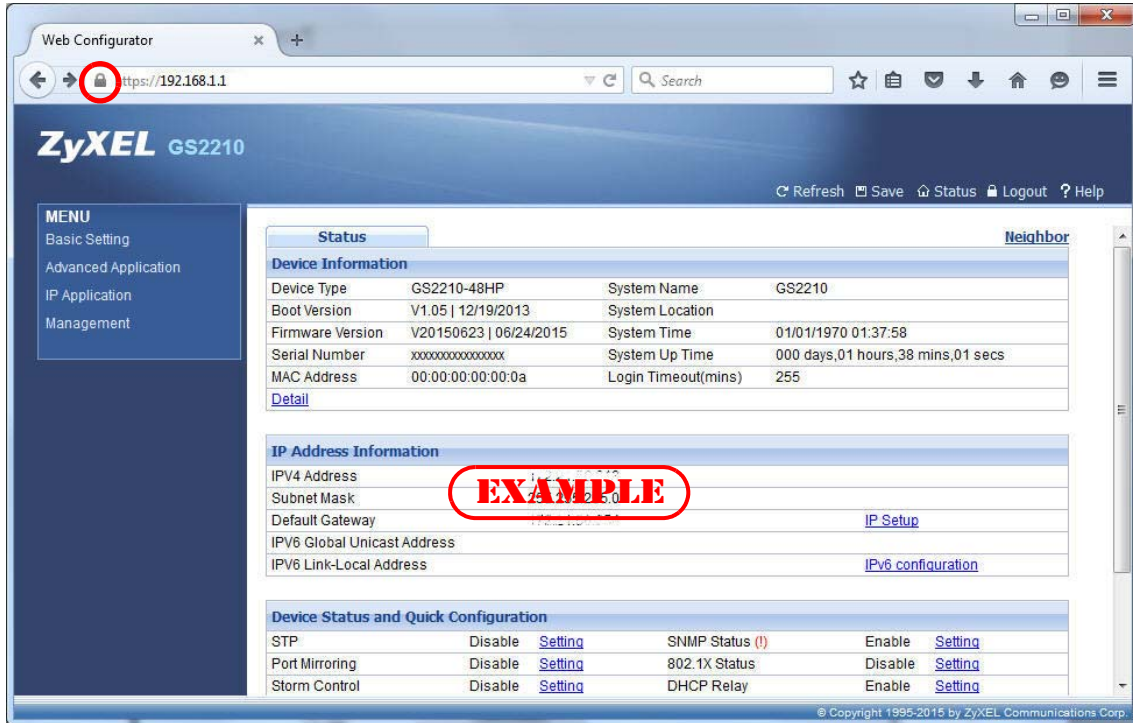 Web Configurator
https://192.168.1.1
Search
ZyXEL GS2210
Refresh Save Status Logout ? Help
MENU
Basic Setting
Advanced Application
IP Application
Management
Status Neighbor
Device Information
Device Type GS2210-48HP System Name GS2210
Boot Version V1.05 | 12/19/2013 System Location
Firmware Version V20150623 | 06/24/2015 System Time 01/01/1970 01:37:58
Serial Number xxxxxxxxxxxxxxx System Up Time 000 days,01 hours,38 mins,01 secs
MAC Address 00:00:00:00:00:0a Login Timeout(mins) 255
Detail
IP Address Information
IPV4 Address
Subnet Mask
EXAMPLE
Default Gateway IP Setup
IPV6 Global Unicast Address
IPV6 Link-Local Address IPv6 configuration
Device Status and Quick Configuration
STP Disable Setting SNMP Status (!) Enable Setting
Port Mirroring Disable Setting 802.1X Status Disable Setting
Storm Control Disable Setting DHCP Relay Enable Setting
© Copyright 1995-2015 by ZyXEL Communications Corp.